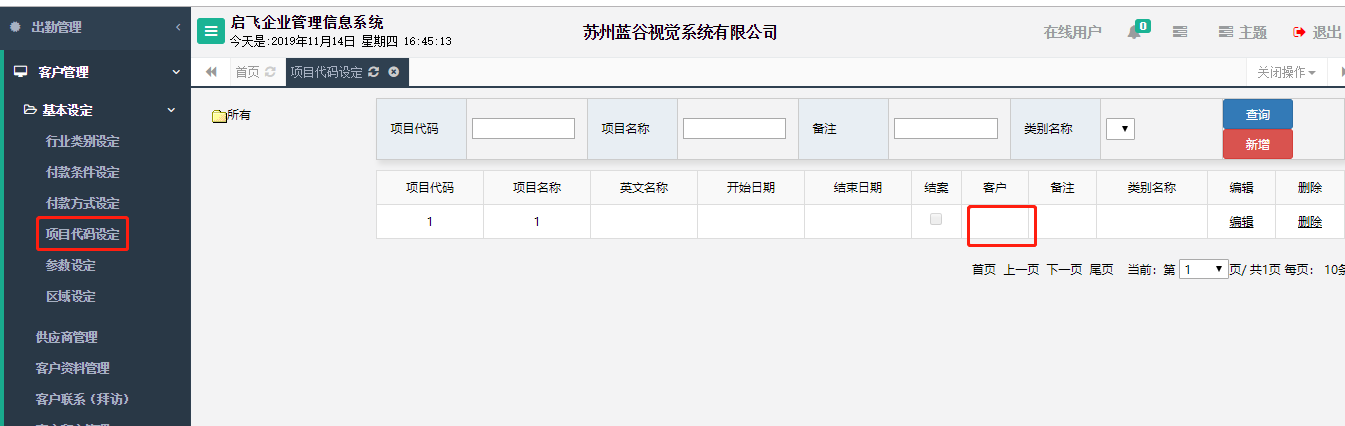 出勤管理
客户管理
基本设定
行业类别设定
付款条件设定
付款方式设定
项目代码设定
参数设定
区域设定
供应商管理
客户资料管理
客户联系（拜访）
启飞企业管理信息系统
今天是:2019年11月14日 星期四 16:45:13
苏州蓝谷视觉系统有限公司
在线用户 0 主题 退出
首页 项目代码设定 关闭操作
所有
项目代码 项目名称 备注 类别名称 查询
新增
项目代码 项目名称 英文名称 开始日期 结束日期 结案 客户 备注 类别名称 编辑 删除
1 1 编辑 删除
首页 上一页 下一页 尾页 当前: 第 1 页/ 共1页 每页: 10条